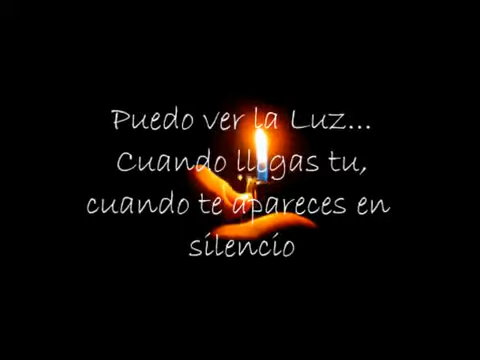 Puedo ver la Luz...
Cuando llegas tu,
cuando te apareces en
silencio